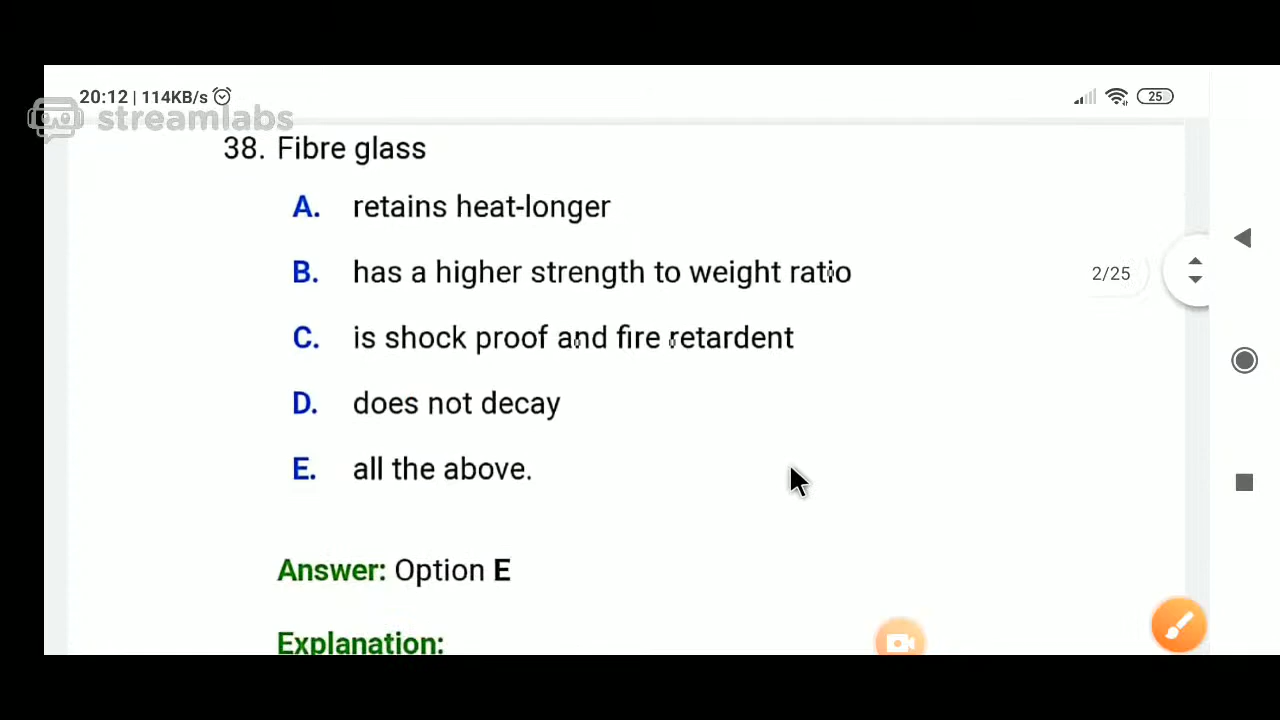 20:12 | 114KB/s
25
streamlabs
38. Fibre glass
A. retains heat-longer
B. has a higher strength to weight ratio
2/25
C. is shock proof and fire retardent
D. does not decay
E. all the above.
Answer: Option E
Explanation: